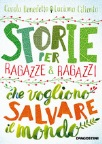 Carola Benedetto & Luciana Ciliento
STORIE
PER
RAGAZZE & RAGAZZI
che vogliono
SALVARE
il mondo
DEAGOSTINI